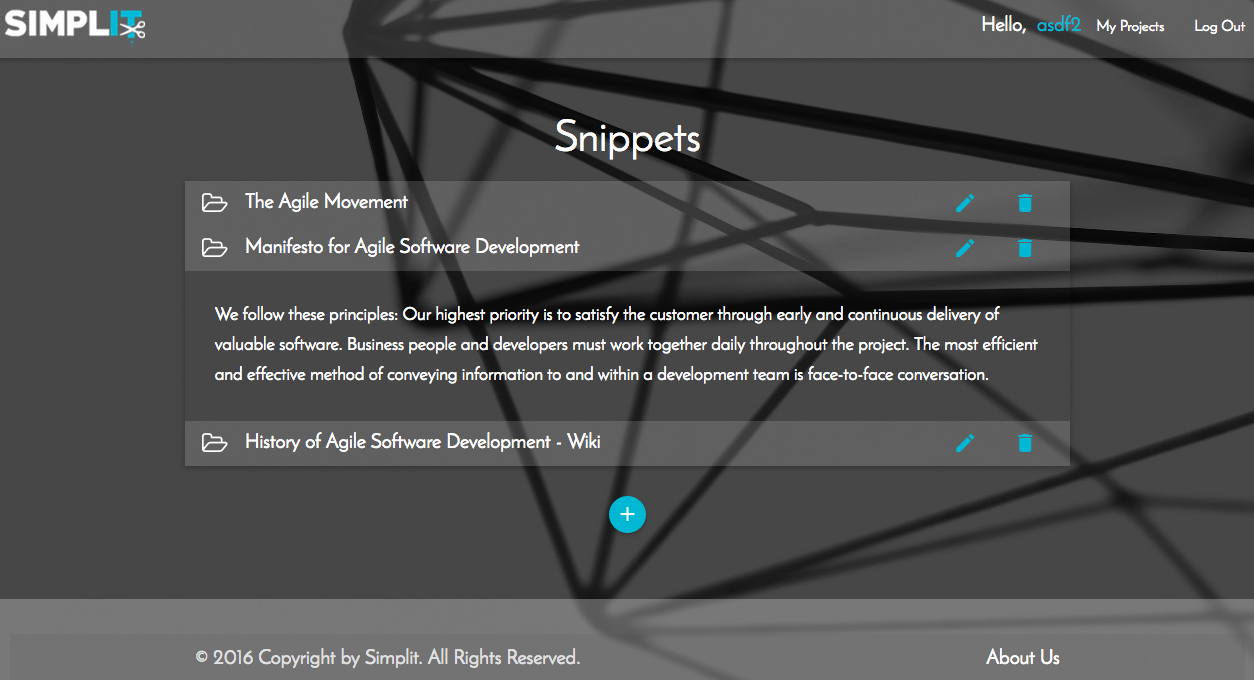 SIMPLIT
Hello, asdf2 My Projects Log Out
Snippets
The Agile Movement
Manifesto for Agile Software Development
We follow these principles: Our highest priority is to satisfy the customer through early and continuous delivery of
valuable software. Business people and developers must work together daily throughout the project. The most efficient
and effective method of conveying information to and within a development team is face-to-face conversation.
History of Agile Software Development - Wiki
+
© 2016 Copyright by Simplit. All Rights Reserved. About Us